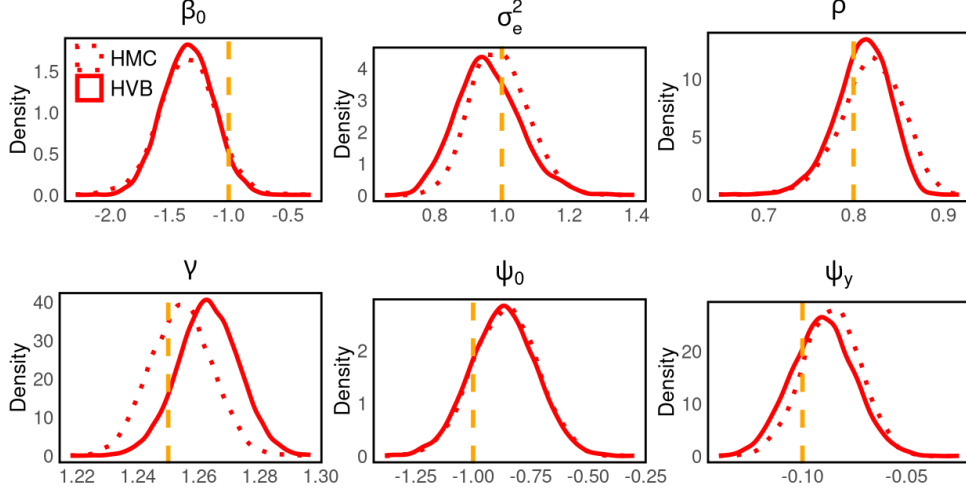 β₀
σ²ₑ
ρ
Density
1.5
1.0
0.5
0.0
HMC
HVB
-2.0 -1.5 -1.0 -0.5
Density
4
3
2
1
0
0.8 1.0 1.2 1.4
Density
10
5
0
0.7 0.8 0.9
γ
ψ₀
ψy
Density
40
30
20
10
0
1.22 1.24 1.26 1.28 1.30
Density
2
1
0
-1.25 -1.00 -0.75 -0.50 -0.25
Density
20
10
0
-0.10 -0.05